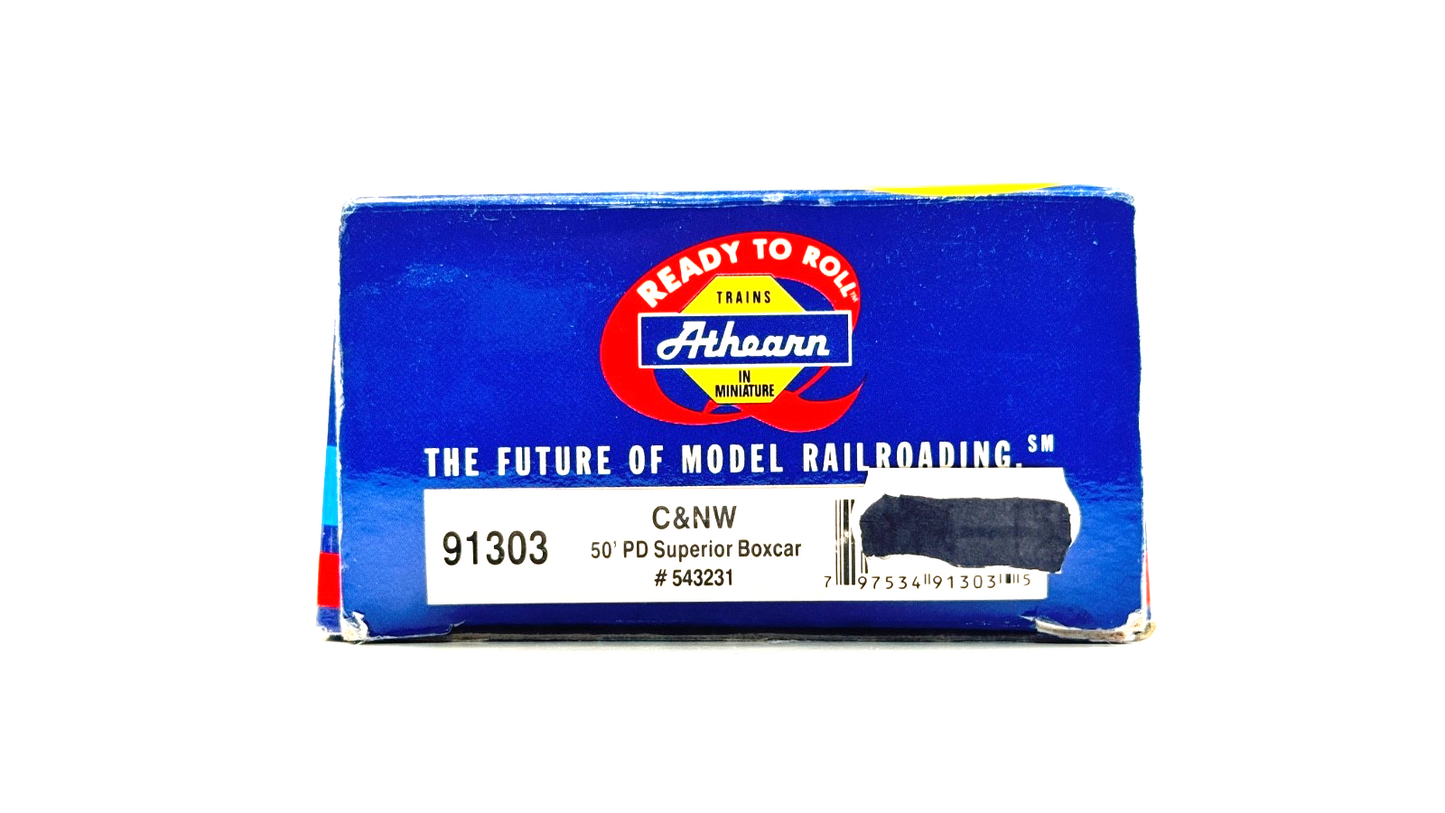 READY TO ROLL™
TRAINS
Athearn
IN
MINIATURE
THE FUTURE OF MODEL RAILROADING.℠
91303
C&NW
50' PD Superior Boxcar
# 543231
7 97534 91303 5